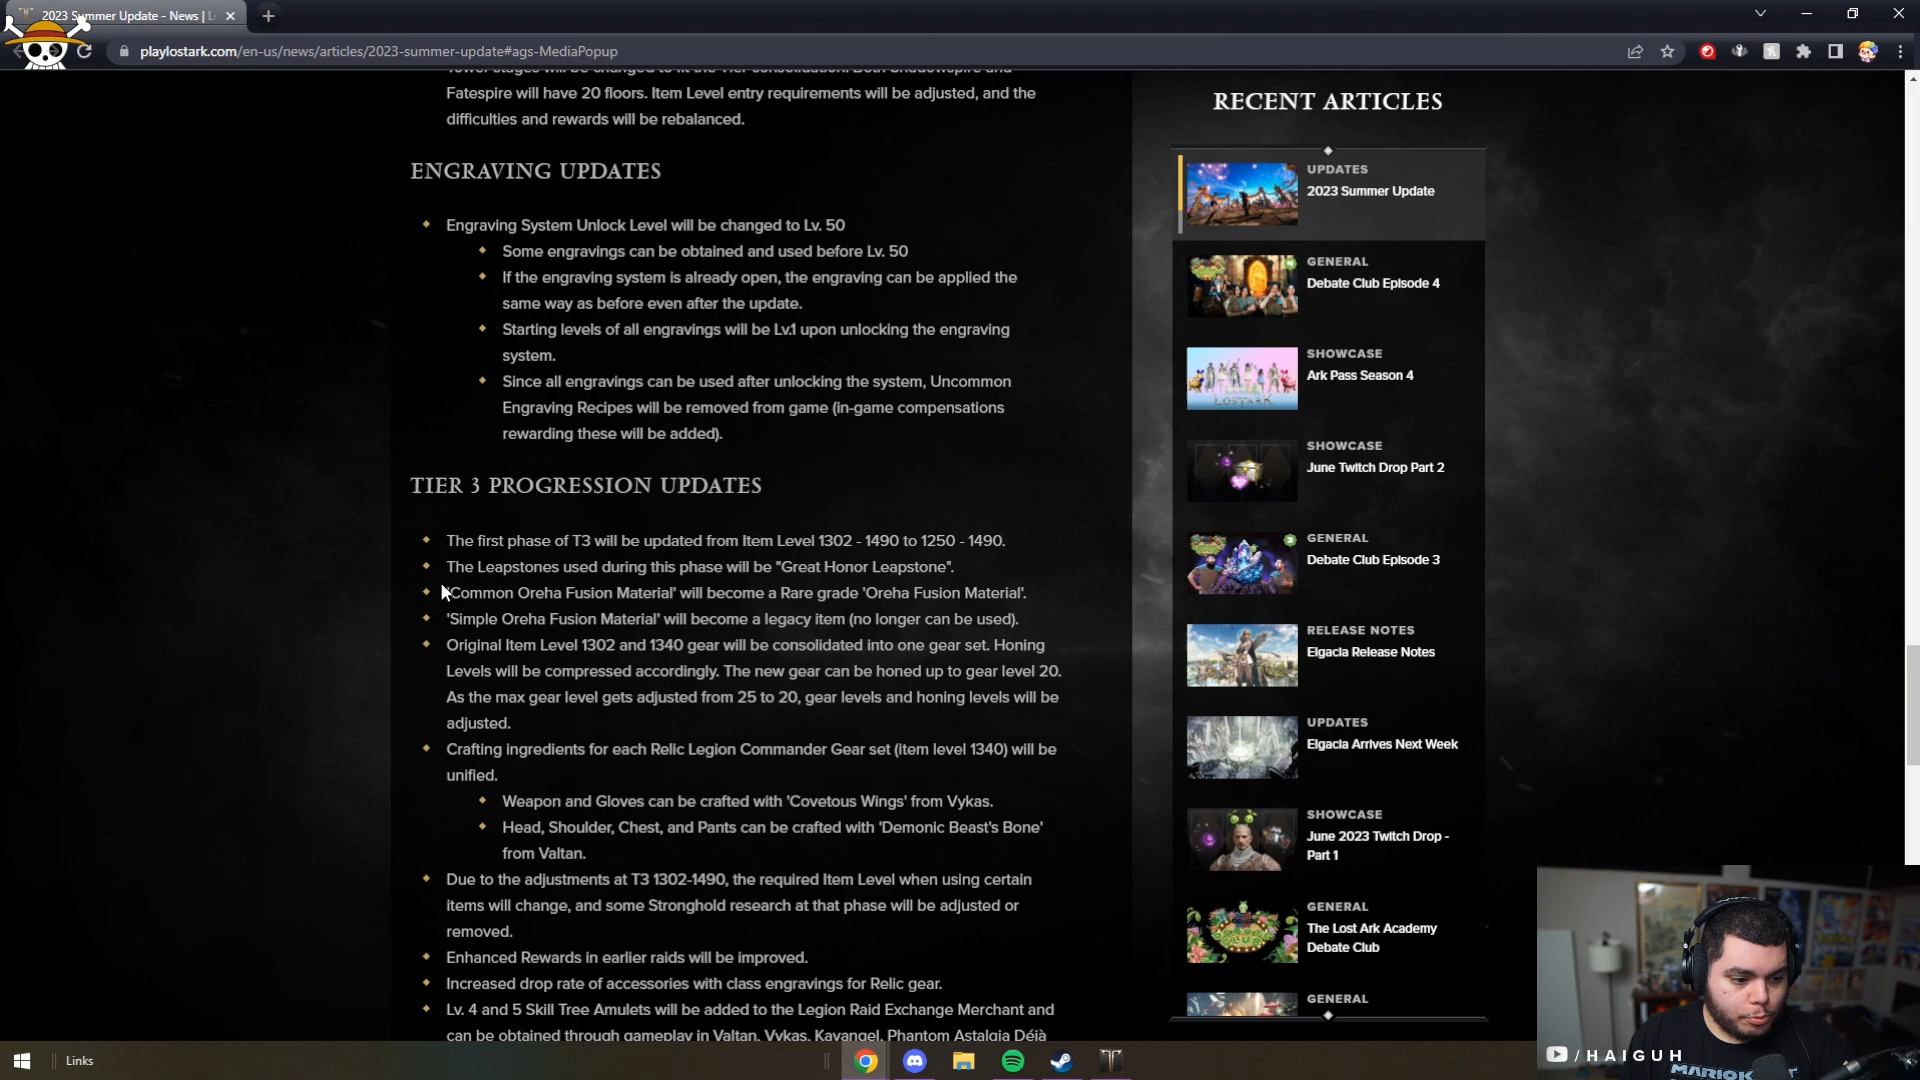 2023 Summer Update - News | L
playlostark.com/en-us/news/articles/2023-summer-update#ags-MediaPopup
Tower stages will be changed to fit the Tier consolidation. Both Shadowspire and
Fatespire will have 20 floors. Item Level entry requirements will be adjusted, and the
difficulties and rewards will be rebalanced.
ENGRAVING UPDATES
Engraving System Unlock Level will be changed to Lv. 50
Some engravings can be obtained and used before Lv. 50
If the engraving system is already open, the engraving can be applied the
same way as before even after the update.
Starting levels of all engravings will be Lv.1 upon unlocking the engraving
system.
Since all engravings can be used after unlocking the system, Uncommon
Engraving Recipes will be removed from game (in-game compensations
rewarding these will be added).
TIER 3 PROGRESSION UPDATES
The first phase of T3 will be updated from Item Level 1302 - 1490 to 1250 - 1490.
The Leapstones used during this phase will be "Great Honor Leapstone".
'Common Oreha Fusion Material' will become a Rare grade 'Oreha Fusion Material'.
'Simple Oreha Fusion Material' will become a legacy item (no longer can be used).
Original Item Level 1302 and 1340 gear will be consolidated into one gear set. Honing
Levels will be compressed accordingly. The new gear can be honed up to gear level 20.
As the max gear level gets adjusted from 25 to 20, gear levels and honing levels will be
adjusted.
Crafting ingredients for each Relic Legion Commander Gear set (item level 1340) will be
unified.
Weapon and Gloves can be crafted with 'Covetous Wings' from Vykas.
Head, Shoulder, Chest, and Pants can be crafted with 'Demonic Beast's Bone'
from Valtan.
Due to the adjustments at T3 1302-1490, the required Item Level when using certain
items will change, and some Stronghold research at that phase will be adjusted or
removed.
Enhanced Rewards in earlier raids will be improved.
Increased drop rate of accessories with class engravings for Relic gear.
Lv. 4 and 5 Skill Tree Amulets will be added to the Legion Raid Exchange Merchant and
can be obtained through gameplay in Valtan, Vykas, Kayangel, Phantom Astalgia Déjà
RECENT ARTICLES
UPDATES
2023 Summer Update
GENERAL
Debate Club Episode 4
SHOWCASE
Ark Pass Season 4
SHOWCASE
June Twitch Drop Part 2
GENERAL
Debate Club Episode 3
RELEASE NOTES
Elgacia Release Notes
UPDATES
Elgacia Arrives Next Week
SHOWCASE
June 2023 Twitch Drop -
Part 1
GENERAL
The Lost Ark Academy
Debate Club
GENERAL
/HAIGUH
Links